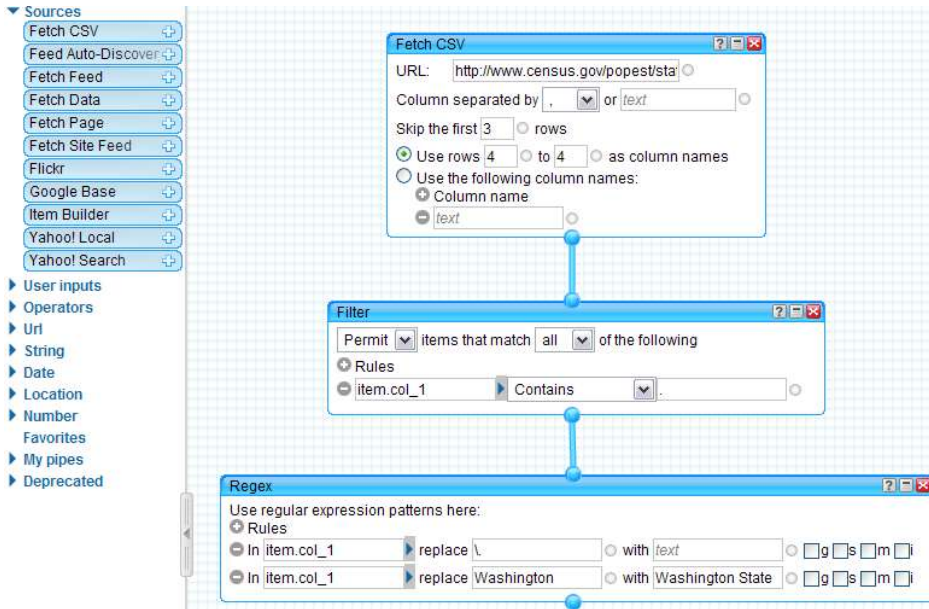 Sources
Fetch CSV
Feed Auto-Discover
Fetch Feed
Fetch Data
Fetch Page
Fetch Site Feed
Flickr
Google Base
Item Builder
Yahoo! Local
Yahoo! Search
User inputs
Operators
Url
String
Date
Location
Number
Favorites
My pipes
Deprecated
Fetch CSV ?
URL: http://www.census.gov/popest/sta
Column separated by , or text
Skip the first 3 rows
Use rows 4 to 4 as column names
Use the following column names:
Column name
text
Filter ?
Permit items that match all of the following
Rules
item.col_1 Contains .
Regex ?
Use regular expression patterns here:
Rules
In item.col_1 replace \. with text g s m i
In item.col_1 replace Washington with Washington State g s m i